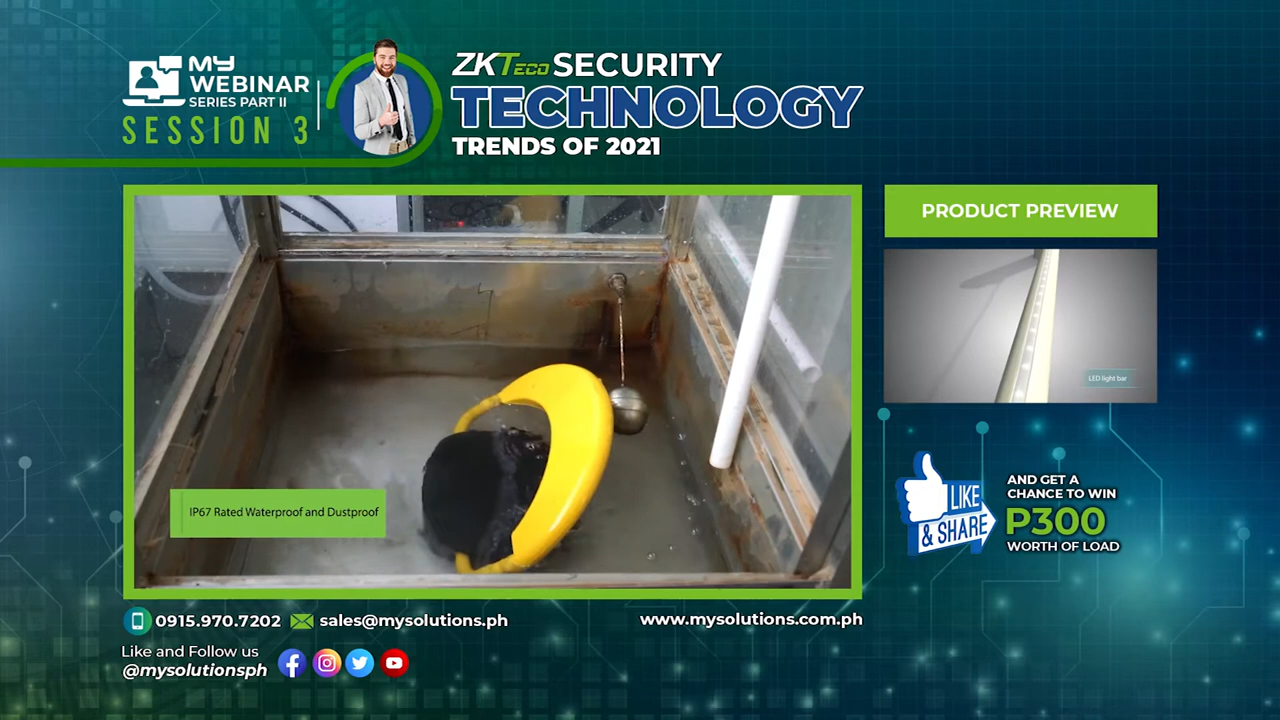 MY
WEBINAR
SERIES PART II
SESSION 3
ZKTeco SECURITY
TECHNOLOGY
TRENDS OF 2021
PRODUCT PREVIEW
LED light bar
IP67 Rated Waterproof and Dustproof
LIKE
& SHARE
AND GET A
CHANCE TO WIN
P300
WORTH OF LOAD
0915.970.7202 sales@mysolutions.ph www.mysolutions.com.ph
Like and Follow us
@mysolutionsph